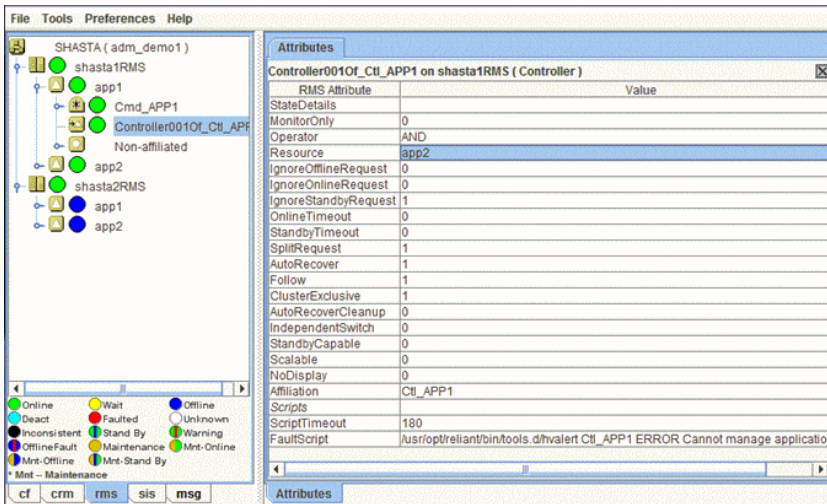 File Tools Preferences Help
SHASTA ( adm_demo1 )
shasta1RMS
app1
Cmd_APP1
Controller001Of_Ctl_APF
Non-affiliated
app2
shasta2RMS
app1
app2
Online Wait Offline
Deact Faulted Unknown
Inconsistent Stand By Warning
OfflineFault Maintenance Mnt-Online
Mnt-Offline Mnt-Stand By
* Mnt -- Maintenance
cf crm rms sis msg
Attributes
Controller001Of_Ctl_APP1 on shasta1RMS ( Controller )
RMS Attribute Value
StateDetails
MonitorOnly 0
Operator AND
Resource app2
IgnoreOfflineRequest 0
IgnoreOnlineRequest 0
IgnoreStandbyRequest 1
OnlineTimeout 0
StandbyTimeout 0
SplitRequest 1
AutoRecover 1
Follow 1
ClusterExclusive 1
AutoRecoverCleanup 0
IndependentSwitch 0
StandbyCapable 0
Scalable 0
NoDisplay 0
Affiliation Ctl_APP1
Scripts
ScriptTimeout 180
FaultScript /usr/opt/reliant/bin/tools.d/hvalert Ctl_APP1 ERROR Cannot manage applicatio
Attributes